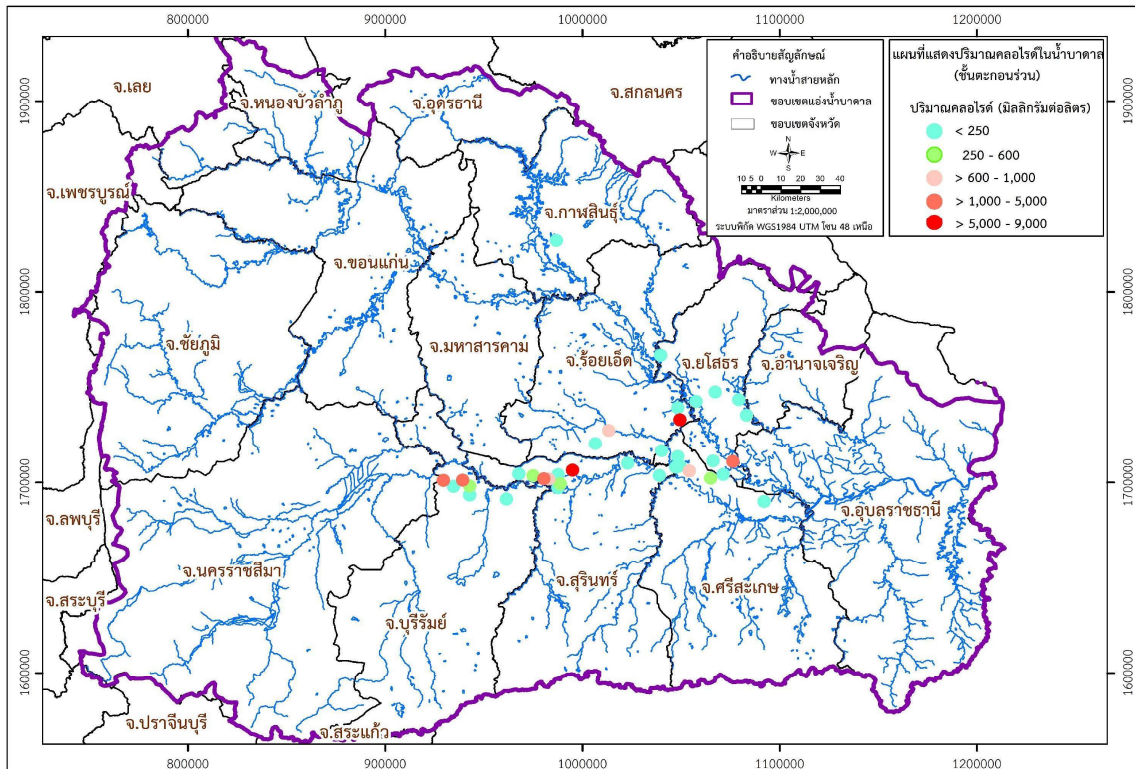 800000 900000 1000000 1100000 1200000
คำอธิบายสัญลักษณ์
ทางน้ำสายหลัก
ขอบเขตแอ่งน้ำบาดาล
ขอบเขตจังหวัด
N
W E
S
10 5 0 10 20 30 40
Kilometers
มาตราส่วน 1:2,000,000
ระบบพิกัด WGS1984 UTM โซน 48 เหนือ
แผนที่แสดงปริมาณคลอไรด์ในน้ำบาดาล
(ชั้นตะกอนร่วน)
ปริมาณคลอไรด์ (มิลลิกรัมต่อลิตร)
< 250
250 - 600
> 600 - 1,000
> 1,000 - 5,000
> 5,000 - 9,000
1900000 1900000
จ.เลย
จ.หนองบัวลำภู
จ.อุดรธานี
จ.สกลนคร
จ.เพชรบูรณ์
จ.กาฬสินธุ์
จ.ขอนแก่น
1800000 1800000
จ.ชัยภูมิ
จ.มหาสารคาม
จ.ร้อยเอ็ด
จ.ยโสธร
จ.อำนาจเจริญ
1700000 1700000
จ.ลพบุรี
จ.อุบลราชธานี
จ.นครราชสีมา
จ.สุรินทร์
จ.ศรีสะเกษ
จ.สระบุรี
จ.บุรีรัมย์
1600000 1600000
จ.ปราจีนบุรี
จ.สระแก้ว
800000 900000 1000000 1100000 1200000